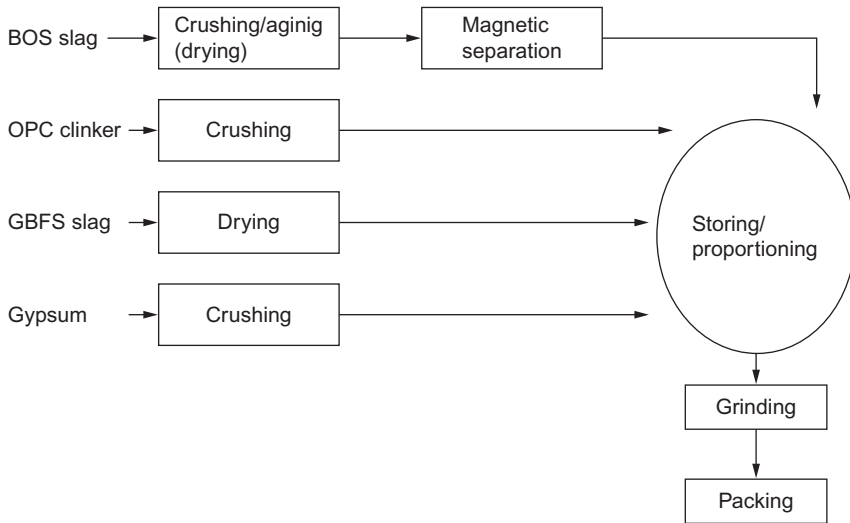 BOS slag
Crushing/aginig
(drying)
Magnetic
separation
OPC clinker
Crushing
GBFS slag
Drying
Storing/
proportioning
Gypsum
Crushing
Grinding
Packing